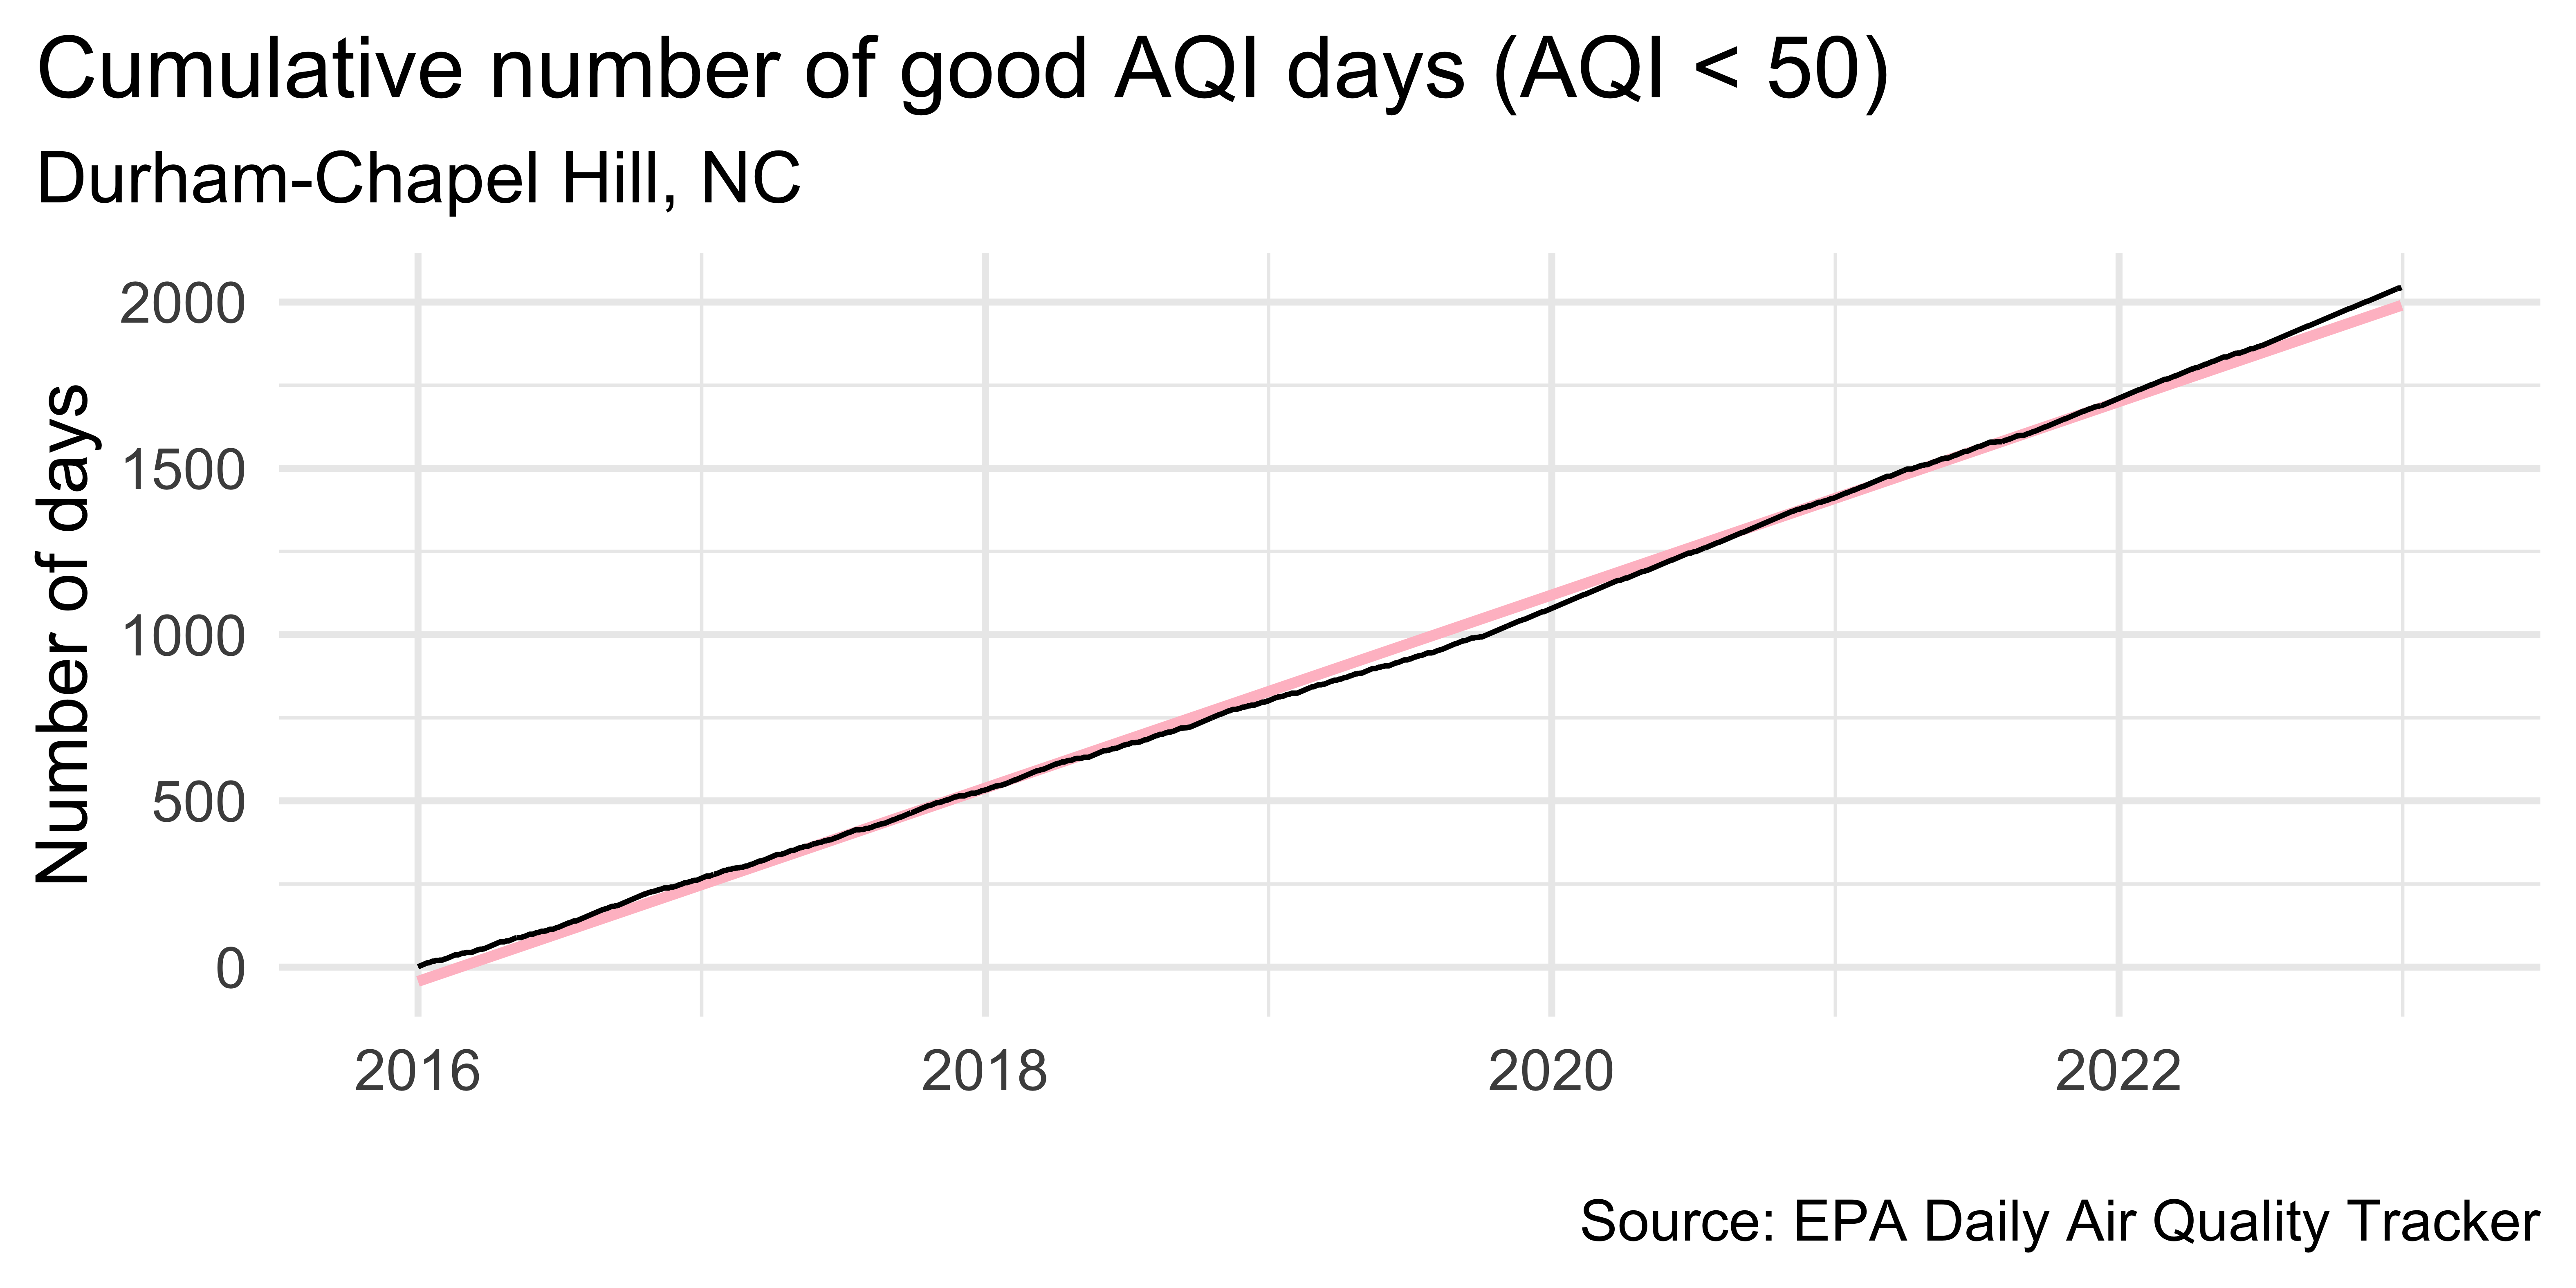 Cumulative number of good AQI days (AQI < 50)
Durham-Chapel Hill, NC
Number of days
2000
1500
1000
500
0
2016 2018 2020 2022
Source: EPA Daily Air Quality Tracker